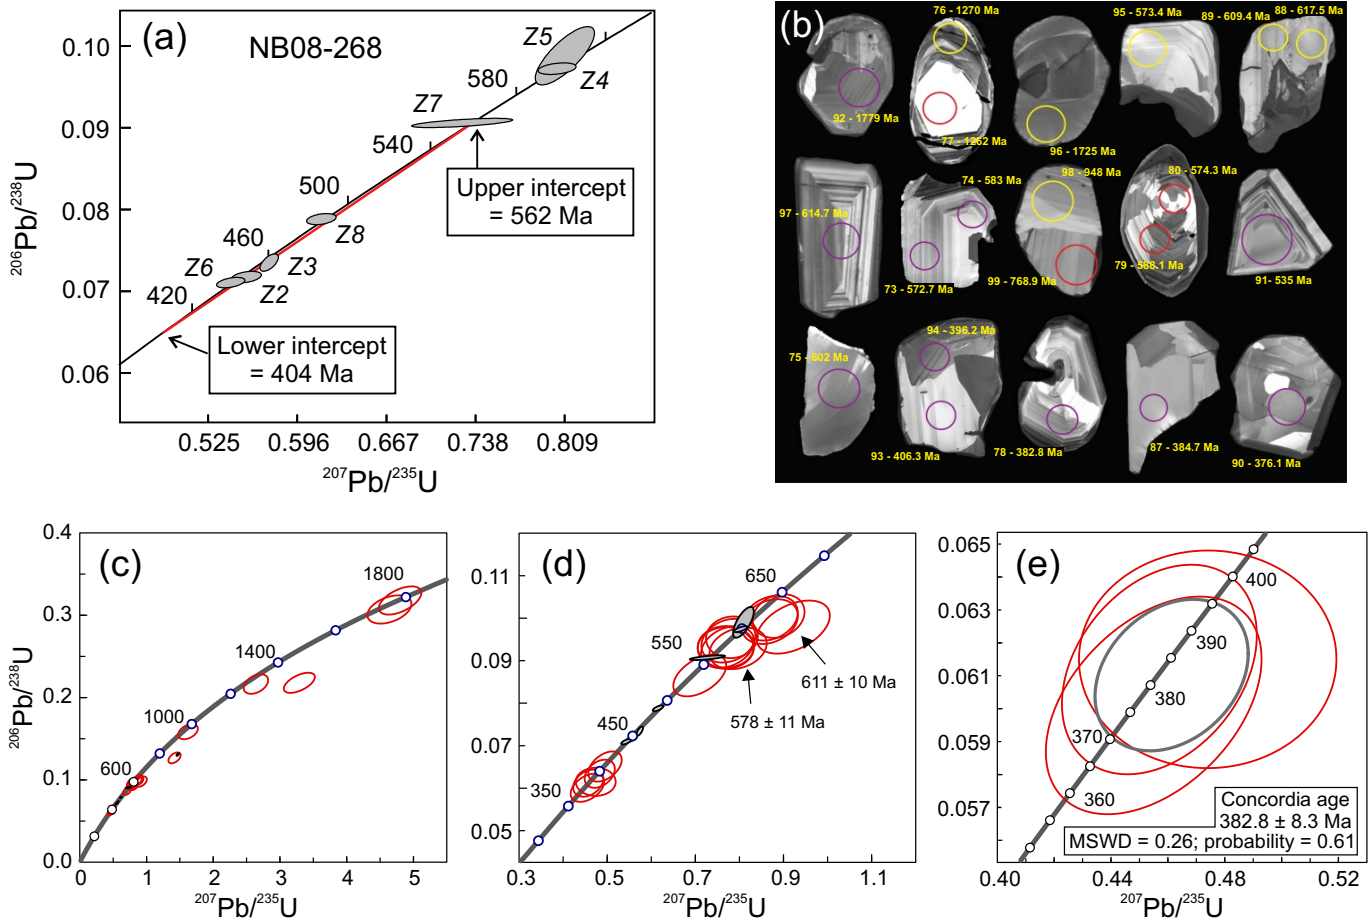 (a)
NB08-268
0.10
0.09
0.08
0.07
0.06
²⁰⁶Pb/²³⁸U
Z5
Z4
580
Z7
540
Upper intercept
= 562 Ma
500
Z8
460
Z6
Z3
Z2
420
Lower intercept
= 404 Ma
0.525 0.596 0.667 0.738 0.809
²⁰⁷Pb/²³⁵U
(b)
76 - 1270 Ma
95 - 573.4 Ma
89 - 609.4 Ma
88 - 617.5 Ma
92 - 1779 Ma
77 - 1262 Ma
96 - 1725 Ma
74 - 583 Ma
98 - 948 Ma
80 - 574.3 Ma
97 - 614.7 Ma
79 - 588.1 Ma
73 - 572.7 Ma
99 - 768.9 Ma
91- 535 Ma
75 - 602 Ma
94 - 396.2 Ma
93 - 406.3 Ma
78 - 382.8 Ma
87 - 384.7 Ma
90 - 376.1 Ma
(c)
0.4
0.3
0.2
0.1
0.0
²⁰⁶Pb/²³⁸U
1800
1400
1000
600
0 1 2 3 4 5
²⁰⁷Pb/²³⁵U
(d)
0.11
0.09
0.07
0.05
650
550
450
350
611 ± 10 Ma
578 ± 11 Ma
0.3 0.5 0.7 0.9 1.1
²⁰⁷Pb/²³⁵U
(e)
0.065
0.063
0.061
0.059
0.057
400
390
380
370
360
Concordia age
382.8 ± 8.3 Ma
MSWD = 0.26; probability = 0.61
0.40 0.44 0.48 0.52
²⁰⁷Pb/²³⁵U